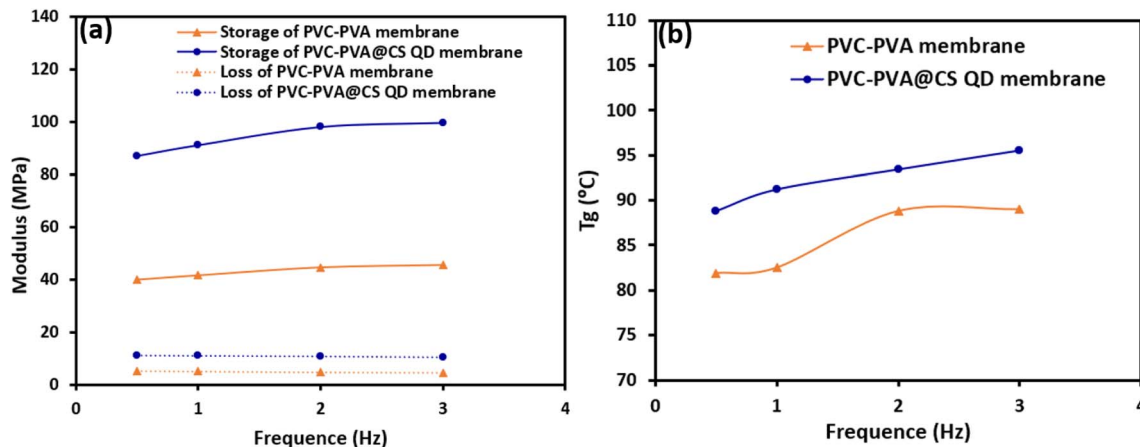 (a)
Storage of PVC-PVA membrane
Storage of PVC-PVA@CS QD membrane
Loss of PVC-PVA membrane
Loss of PVC-PVA@CS QD membrane
Modulus (MPa)
140
120
100
80
60
40
20
0
0 1 2 3 4
Frequence (Hz)
(b)
PVC-PVA membrane
PVC-PVA@CS QD membrane
Tg (°C)
110
105
100
95
90
85
80
75
70
0 1 2 3 4
Frequence (Hz)